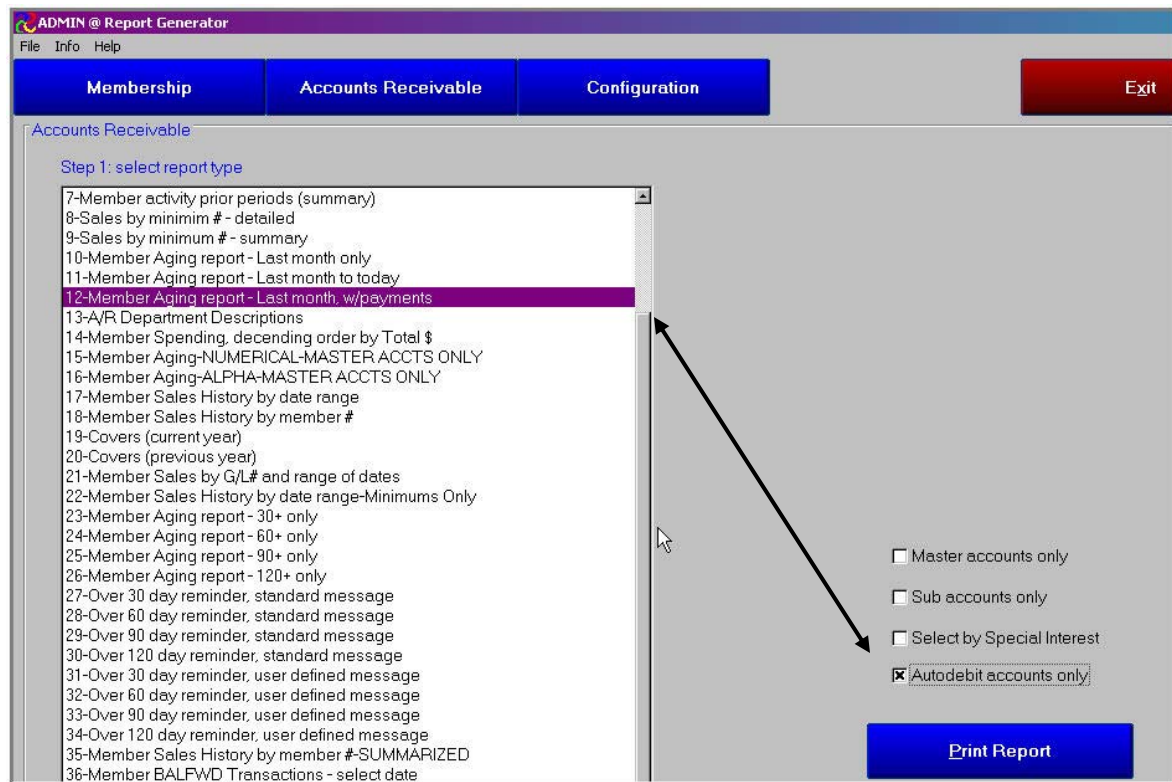 ADMIN @ Report Generator
File Info Help
Membership
Accounts Receivable
Configuration
Exit
Accounts Receivable
Step 1: select report type
7-Member activity prior periods (summary)
8-Sales by minimim # - detailed
9-Sales by minimum # - summary
10-Member Aging report - Last month only
11-Member Aging report - Last month to today
12-Member Aging report - Last month, w/payments
13-A/R Department Descriptions
14-Member Spending, decending order by Total $
15-Member Aging-NUMERICAL-MASTER ACCTS ONLY
16-Member Aging-ALPHA-MASTER ACCTS ONLY
17-Member Sales History by date range
18-Member Sales History by member #
19-Covers (current year)
20-Covers (previous year)
21-Member Sales by G/L# and range of dates
22-Member Sales History by date range-Minimums Only
23-Member Aging report - 30+ only
24-Member Aging report - 60+ only
25-Member Aging report - 90+ only
26-Member Aging report - 120+ only
27-Over 30 day reminder, standard message
28-Over 60 day reminder, standard message
29-Over 90 day reminder, standard message
30-Over 120 day reminder, standard message
31-Over 30 day reminder, user defined message
32-Over 60 day reminder, user defined message
33-Over 90 day reminder, user defined message
34-Over 120 day reminder, user defined message
35-Member Sales History by member #-SUMMARIZED
36-Member BALFWD Transactions - select date
Master accounts only
Sub accounts only
Select by Special Interest
Autodebit accounts only
Print Report